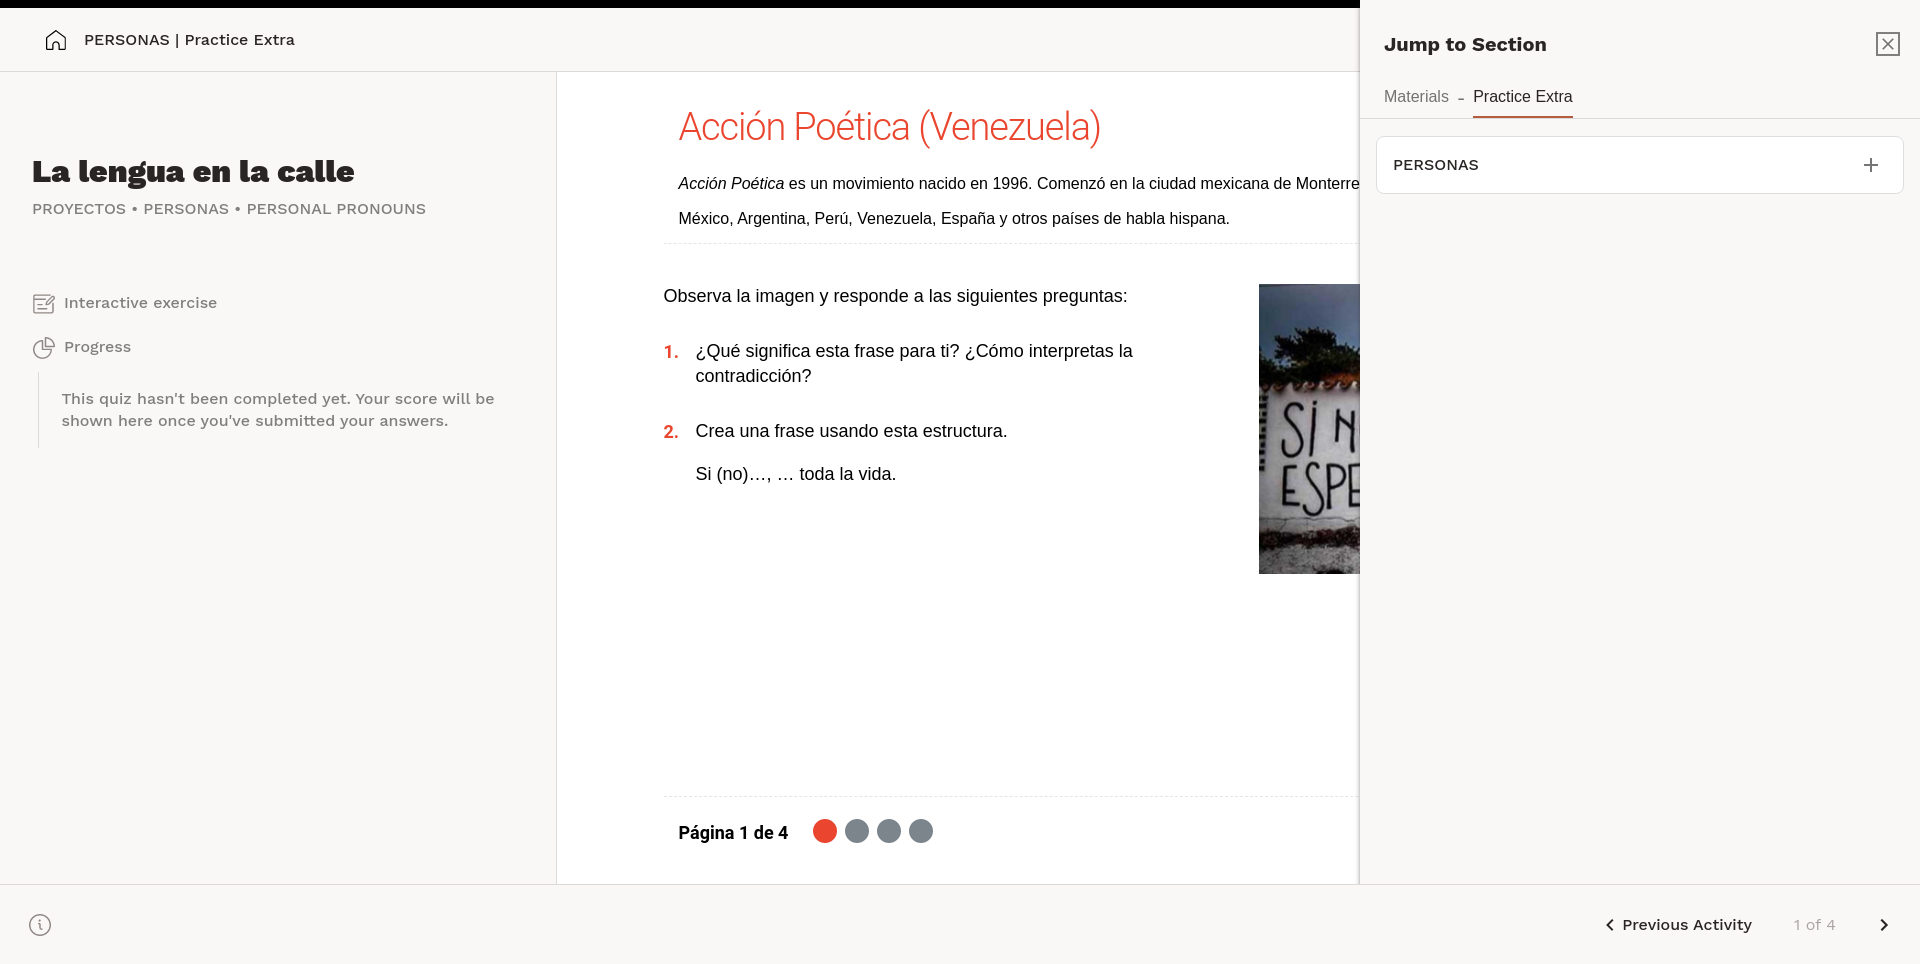 PERSONAS | Practice Extra
La lengua en la calle
PROYECTOS • PERSONAS • PERSONAL PRONOUNS
Interactive exercise
Progress
This quiz hasn't been completed yet. Your score will be
shown here once you've submitted your answers.
Acción Poética (Venezuela)
Acción Poética es un movimiento nacido en 1996. Comenzó en la ciudad mexicana de Monterre
México, Argentina, Perú, Venezuela, España y otros países de habla hispana.
Observa la imagen y responde a las siguientes preguntas:
1. ¿Qué significa esta frase para ti? ¿Cómo interpretas la
contradicción?
2. Crea una frase usando esta estructura.
Si (no)…, … toda la vida.
SI N
ESPE
Página 1 de 4
Jump to Section
Materials - Practice Extra
PERSONAS
Previous Activity 1 of 4